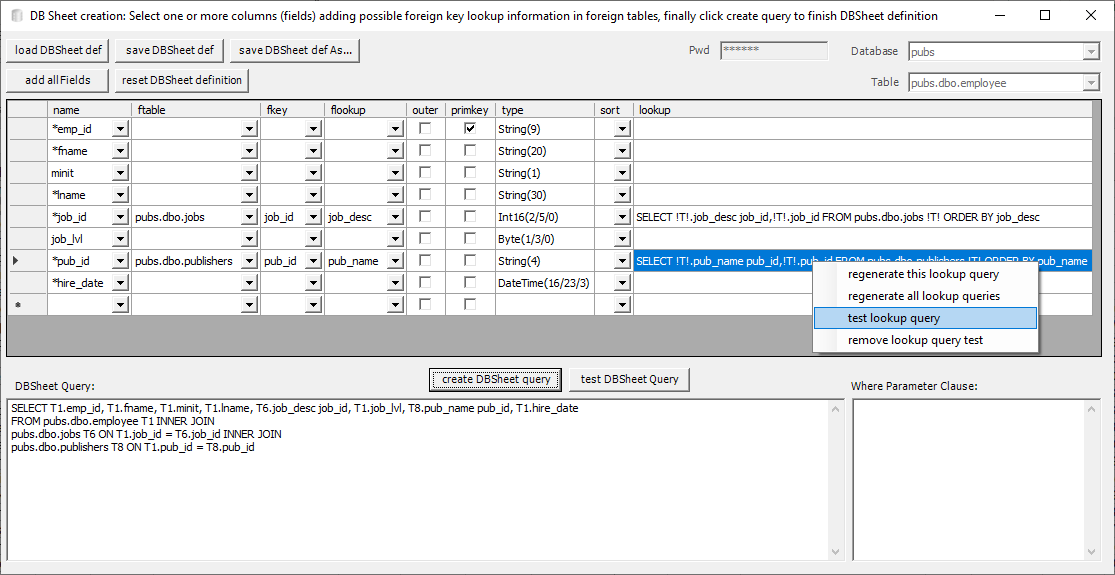 DB Sheet creation: Select one or more columns (fields) adding possible foreign key lookup information in foreign tables, finally click create query to finish DBSheet definition
load DBSheet def save DBSheet def save DBSheet def As... Pwd ****** Database pubs
add all Fields reset DBSheet definition Table pubs.dbo.employee
name ftable fkey flookup outer primkey type sort lookup
*emp_id String(9)
*fname String(20)
minit String(1)
*lname String(30)
*job_id pubs.dbo.jobs job_id job_desc Int16(2/5/0) SELECT !T!.job_desc job_id,!T!.job_id FROM pubs.dbo.jobs !T! ORDER BY job_desc
job_lvl Byte(1/3/0)
*pub_id pubs.dbo.publishers pub_id pub_name String(4) SELECT !T!.pub_name pub_id,!T!.pub_id FROM pubs.dbo.publishers !T! ORDER BY pub_name
*hire_date DateTime(16/23/3)
*
regenerate this lookup query
regenerate all lookup queries
test lookup query
remove lookup query test
DBSheet Query: create DBSheet query test DBSheet Query Where Parameter Clause:
SELECT T1.emp_id, T1.fname, T1.minit, T1.lname, T6.job_desc job_id, T1.job_lvl, T8.pub_name pub_id, T1.hire_date
FROM pubs.dbo.employee T1 INNER JOIN
pubs.dbo.jobs T6 ON T1.job_id = T6.job_id INNER JOIN
pubs.dbo.publishers T8 ON T1.pub_id = T8.pub_id